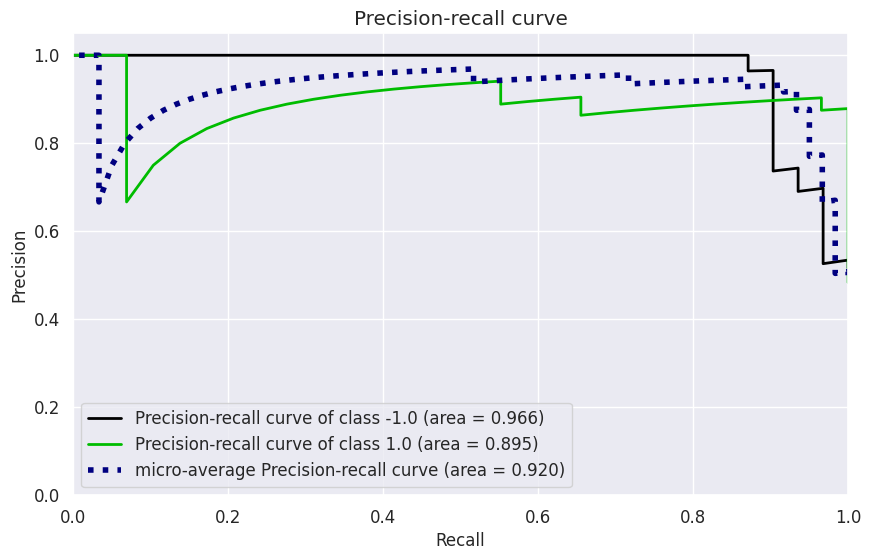 Precision-recall curve
1.0
0.8
0.6
0.4
0.2
0.0
Precision
Precision-recall curve of class -1.0 (area = 0.966)
Precision-recall curve of class 1.0 (area = 0.895)
micro-average Precision-recall curve (area = 0.920)
0.0 0.2 0.4 0.6 0.8 1.0
Recall